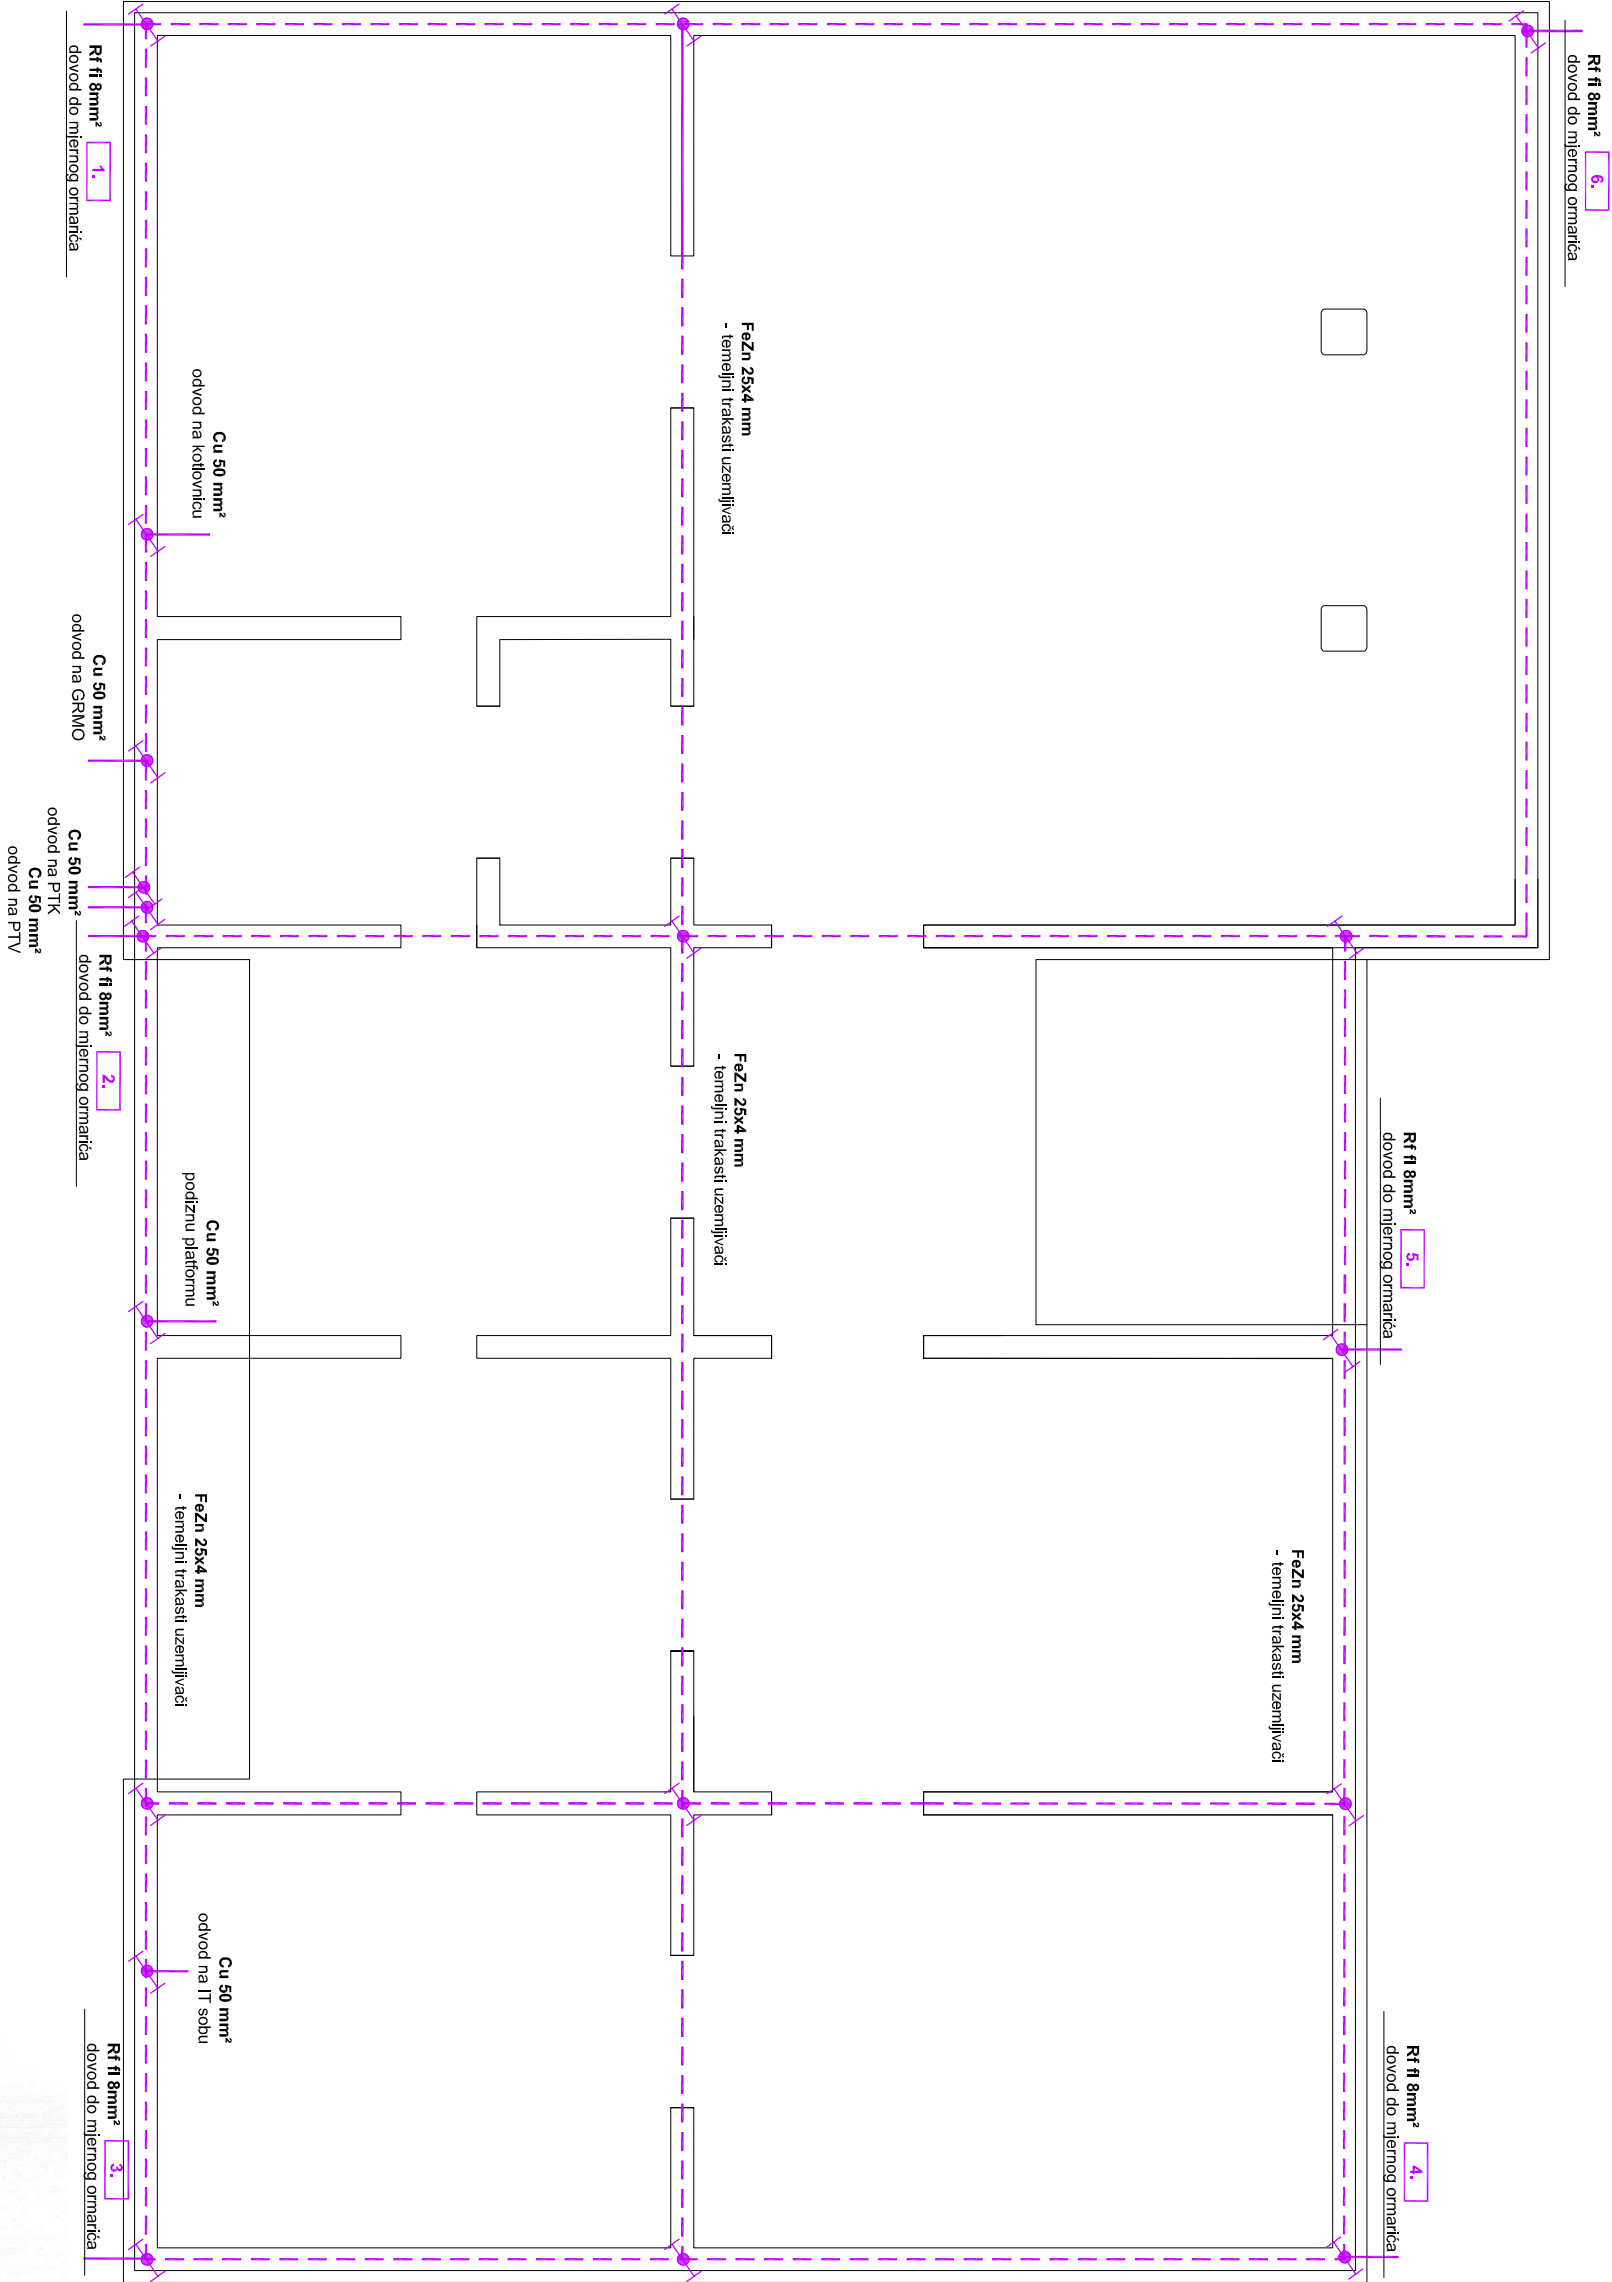 Rf fi 8mm²
6.
dovod do mjernog ormarića
Rf fl 8mm²
5.
dovod do mjernog ormarića
Rf fl 8mm²
4.
dovod do mjernog ormarića
FeZn 25x4 mm
- temeljni trakasti uzemljivači
FeZn 25x4 mm
- temeljni trakasti uzemljivači
FeZn 25x4 mm
- temeljni trakasti uzemljivači
Cu 50 mm²
odvod na kotlovnicu
Cu 50 mm²
podiznu platformu
FeZn 25x4 mm
- temeljni trakasti uzemljivači
Cu 50 mm²
odvod na IT sobu
Rf fi 8mm²
1.
dovod do mjernog ormarića
Cu 50 mm²
odvod na GRMO
Cu 50 mm²
odvod na PTK
Cu 50 mm²
odvod na PTV
Rf fi 8mm²
2.
dovod do mjernog ormarića
Rf fl 8mm²
3.
dovod do mjernog ormarića